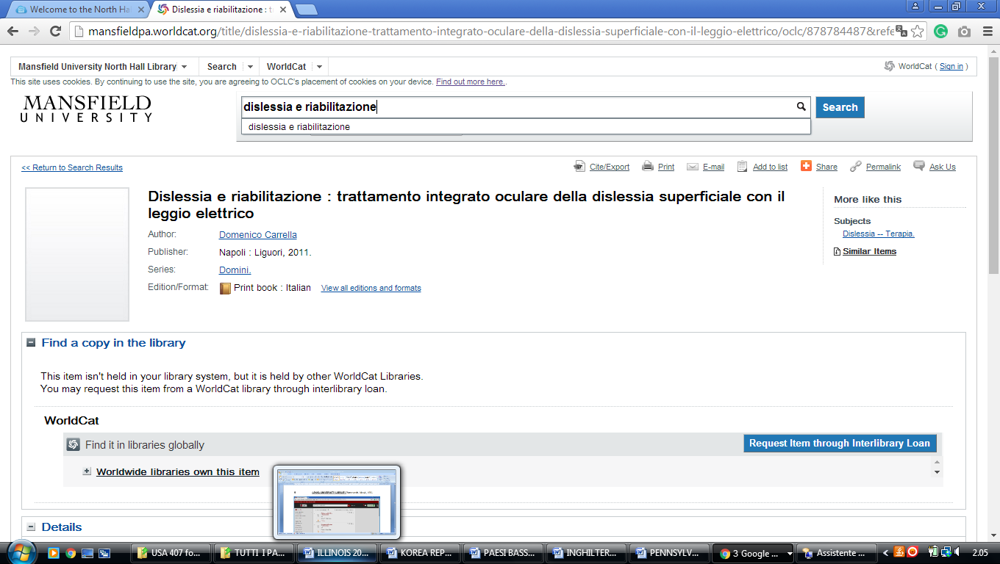 Welcome to the North Hal
Dislessia e riabilitazione : t
mansfieldpa.worldcat.org/title/dislessia-e-riabilitazione-trattamento-integrato-oculare-della-dislessia-superficiale-con-il-leggio-elettrico/oclc/878784487&refe
Mansfield University North Hall Library
Search
WorldCat
WorldCat ( Sign in )
This site uses cookies. By continuing to use the site, you are agreeing to OCLC's placement of cookies on your device. Find out more here..
MANSFIELD
UNIVERSITY
dislessia e riabilitazione
Search
dislessia e riabilitazione
<< Return to Search Results
Cite/Export
Print
E-mail
Add to list
Share
Permalink
Ask Us
Dislessia e riabilitazione : trattamento integrato oculare della dislessia superficiale con il
leggio elettrico
Author: Domenico Carrella
Publisher: Napoli : Liguori, 2011.
Series: Domini.
Edition/Format: Print book : Italian View all editions and formats
More like this
Subjects
Dislessia -- Terapia.
Similar Items
Find a copy in the library
This item isn't held in your library system, but it is held by other WorldCat Libraries.
You may request this item from a WorldCat library through interlibrary loan.
WorldCat
Find it in libraries globally
Request Item through Interlibrary Loan
Worldwide libraries own this item
Details
USA 407 fo...
TUTTI I PA...
ILLINOIS 20...
KOREA REP...
PAESI BASS...
INGHILTER...
PENNSYLV...
3 Google ...
Assistente ...
2.05